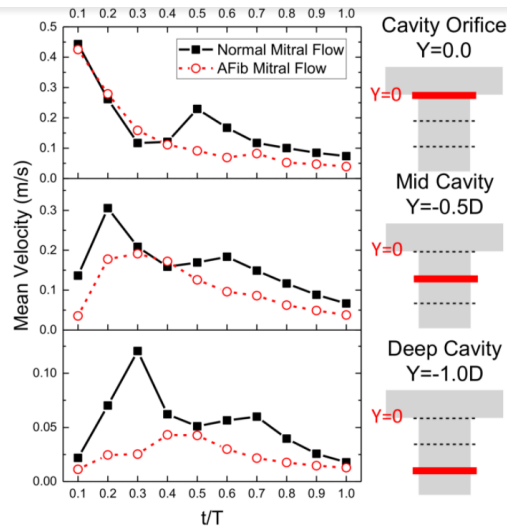 0.1 0.2 0.3 0.4 0.5 0.6 0.7 0.8 0.9 1.0
Cavity Orifice
Y=0.0
0.5
0.4
0.3
0.2
0.1
0.0
Normal Mitral Flow
AFib Mitral Flow
Y=0
Mean Velocity (m/s)
0.3
0.2
0.1
0.0
Mid Cavity
Y=-0.5D
Y=0
0.10
0.05
0.00
Deep Cavity
Y=-1.0D
Y=0
0.1 0.2 0.3 0.4 0.5 0.6 0.7 0.8 0.9 1.0
t/T